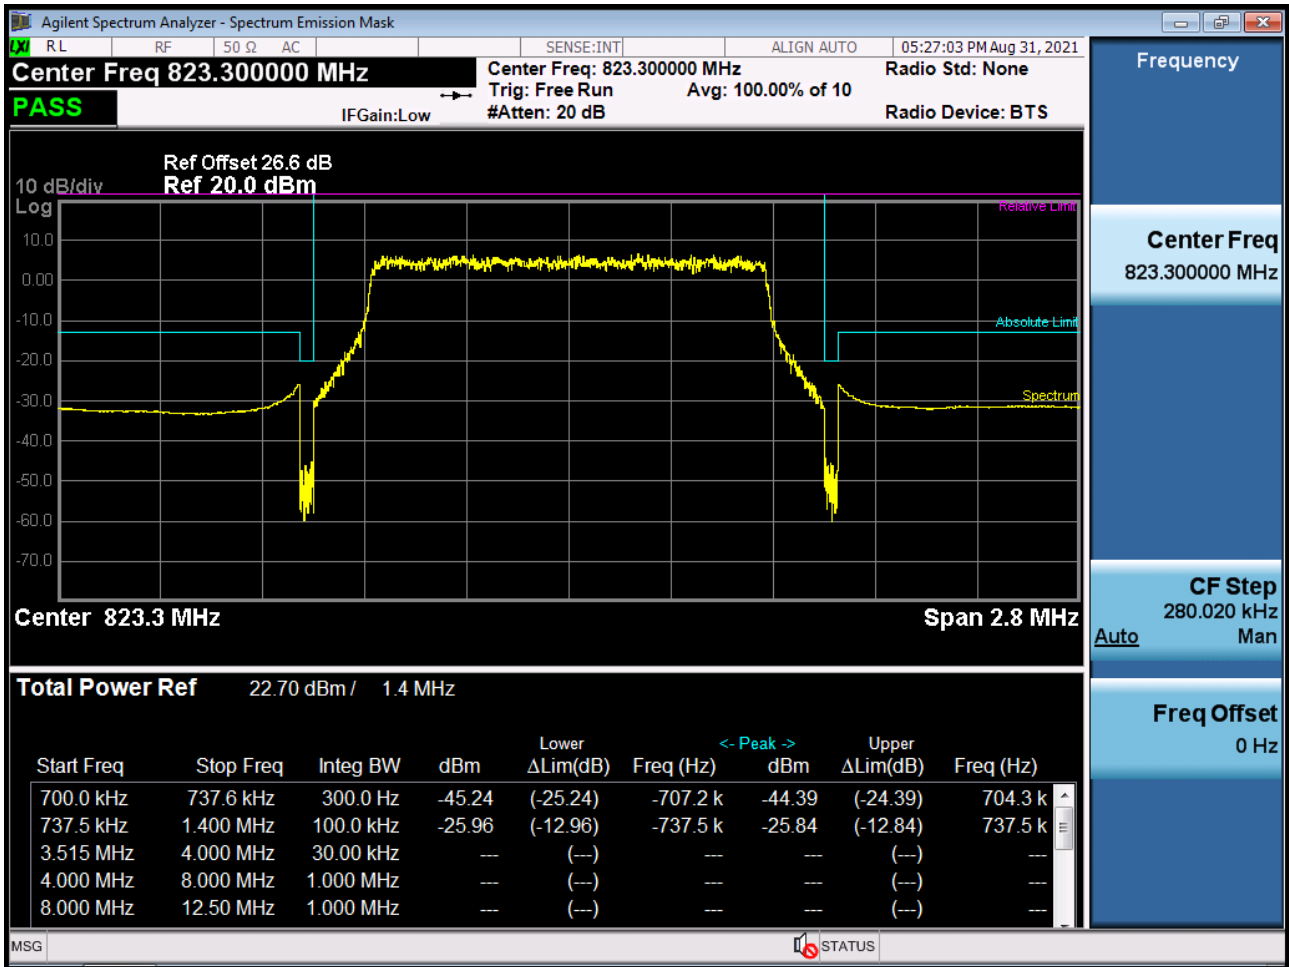 Agilent Spectrum Analyzer - Spectrum Emission Mask
LXI RL RF 50 Ω AC SENSE:INT ALIGN AUTO 05:27:03 PM Aug 31, 2021
Center Freq 823.300000 MHz
Center Freq: 823.300000 MHz
Radio Std: None
Trig: Free Run Avg: 100.00% of 10
PASS
IFGain:Low
#Atten: 20 dB
Radio Device: BTS
Ref Offset 26.6 dB
10 dB/div Ref 20.0 dBm
Log
Relative Limit
10.0
0.00
-10.0
Absolute Limit
-20.0
-30.0
Spectrum
-40.0
-50.0
-60.0
-70.0
Center 823.3 MHz
Span 2.8 MHz
Total Power Ref 22.70 dBm / 1.4 MHz
Lower <- Peak -> Upper
Start Freq Stop Freq Integ BW dBm ΔLim(dB) Freq (Hz) dBm ΔLim(dB) Freq (Hz)
700.0 kHz 737.6 kHz 300.0 Hz -45.24 (-25.24) -707.2 k -44.39 (-24.39) 704.3 k
737.5 kHz 1.400 MHz 100.0 kHz -25.96 (-12.96) -737.5 k -25.84 (-12.84) 737.5 k
3.515 MHz 4.000 MHz 30.00 kHz --- (---) --- --- (---) ---
4.000 MHz 8.000 MHz 1.000 MHz --- (---) --- --- (---) ---
8.000 MHz 12.50 MHz 1.000 MHz --- (---) --- --- (---) ---
MSG
STATUS
Frequency
Center Freq
823.300000 MHz
CF Step
280.020 kHz
Auto Man
Freq Offset
0 Hz